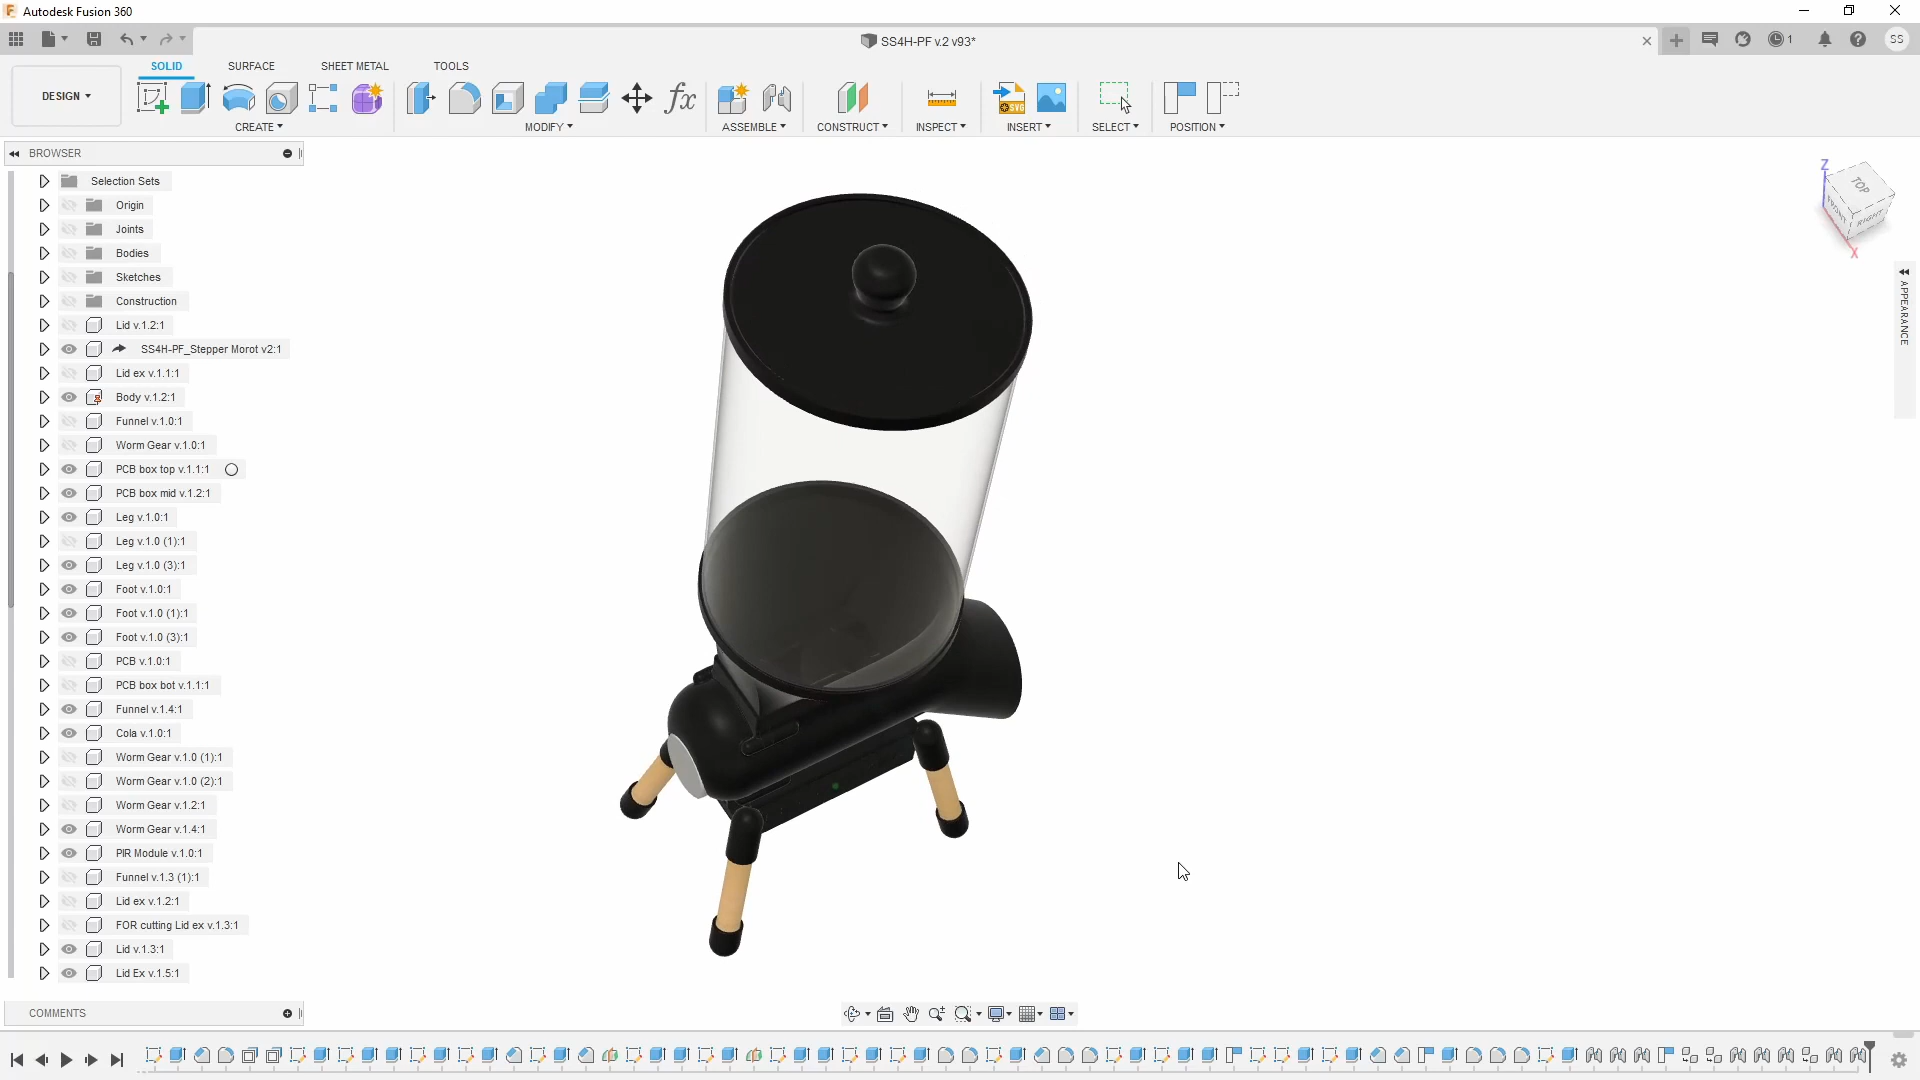 Autodesk Fusion 360
SS4H-PF v.2 v93*
1
SS
DESIGN
SOLID
SURFACE
SHEET METAL
TOOLS
fx
SVG
CREATE
MODIFY
ASSEMBLE
CONSTRUCT
INSPECT
INSERT
SELECT
POSITION
BROWSER
Selection Sets
Origin
Joints
Bodies
Sketches
Construction
Lid v.1.2:1
SS4H-PF_Stepper Morot v2:1
Lid ex v.1.1:1
Body v.1.2:1
Funnel v.1.0:1
Worm Gear v.1.0:1
PCB box top v.1.1:1
PCB box mid v.1.2:1
Leg v.1.0:1
Leg v.1.0 (1):1
Leg v.1.0 (3):1
Foot v.1.0:1
Foot v.1.0 (1):1
Foot v.1.0 (3):1
PCB v.1.0:1
PCB box bot v.1.1:1
Funnel v.1.4:1
Cola v.1.0:1
Worm Gear v.1.0 (1):1
Worm Gear v.1.0 (2):1
Worm Gear v.1.2:1
Worm Gear v.1.4:1
PIR Module v.1.0:1
Funnel v.1.3 (1):1
Lid ex v.1.2:1
FOR cutting Lid ex v.1.3:1
Lid v.1.3:1
Lid Ex v.1.5:1
COMMENTS
Z
TOP
FRONT
RIGHT
X
APPEARANCE